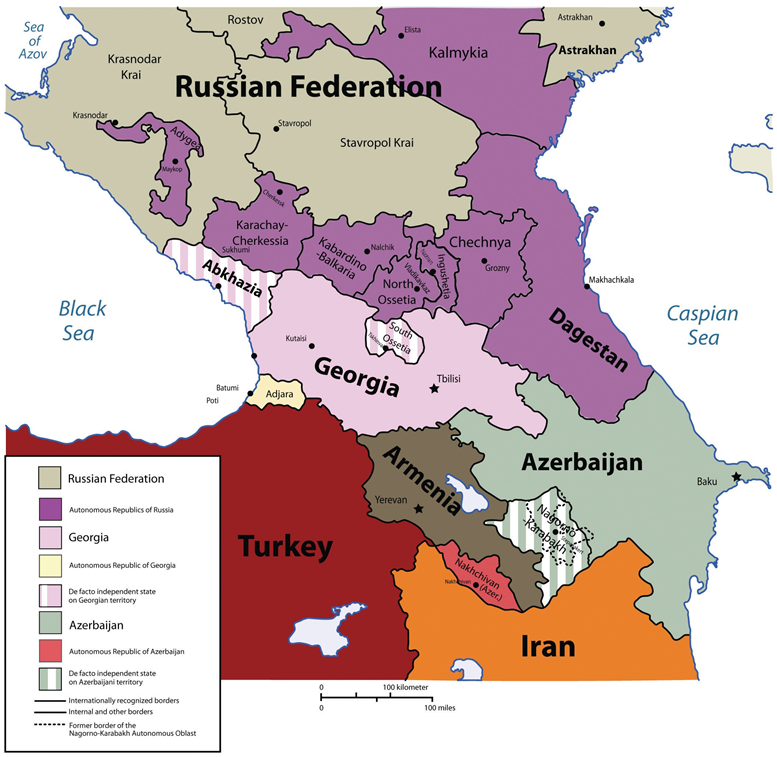 Sea
of
Azov
Rostov
Elista
Astrakhan
Kalmykia
Astrakhan
Krasnodar
Krai
Russian Federation
Krasnodar
Stavropol
Adygea
Stavropol Krai
Maykop
Cherkessk
Karachay-
Cherkessia
Sukhumi
Kabardino
-Balkaria
Nalchik
Chechnya
Grozny
Nazran
Ingushetia
Vladikavkaz
North
Ossetia
Makhachkala
Abkhazia
Black
Sea
Caspian
Sea
Dagestan
South
Ossetia
Kutaisi
Georgia
Tbilisi
Batumi
Poti
Adjara
Armenia
Azerbaijan
Baku
Yerevan
Nagorno
-Karabakh
Turkey
Nakhchivan
(Azer.)
Nakhchivan
Iran
Russian Federation
Autonomous Republics of Russia
Georgia
Autonomous Republic of Georgia
De facto independent state
on Georgian territory
Azerbaijan
Autonomous Republic of Azerbaijan
De facto independent state
on Azerbaijani territory
Internationally recognized borders
Internal and other borders
Former border of the
Nagorno-Karabakh Autonomous Oblast
0 100 kilometer
0 100 miles